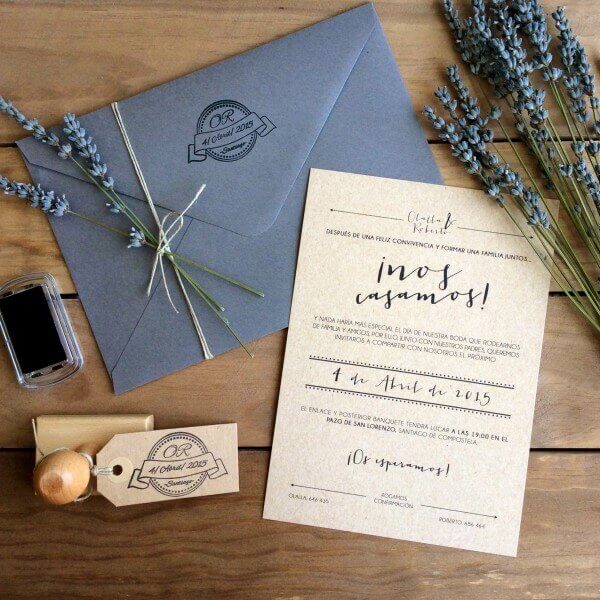 OR
4/Abril/2015
Santiago
Olalla &
Roberto
DESPUÉS DE UNA FELIZ CONVIVENCIA Y FORMAR UNA FAMILIA JUNTOS...
¡nos
casamos!
Y NADA HARÍA MÁS ESPECIAL EL DÍA DE NUESTRA BODA QUE RODEARNOS
DE FAMILIA Y AMIGOS, POR ELLO, JUNTO CON NUESTROS PADRES, QUEREMOS
INVITAROS A COMPARTIR CON NOSOTROS EL PRÓXIMO
4 de Abril de 2015
EL ENLACE Y POSTERIOR BANQUETE TENDRÁ LUGAR A LAS 19:00 EN EL
PAZO DE SAN LORENZO, SANTIAGO DE COMPOSTELA
¡Os esperamos!
ROGAMOS
CONFIRMACIÓN
OLALLA: 646 435
ROBERTO: 686 464
OR
4/Abril/2015
Santiago